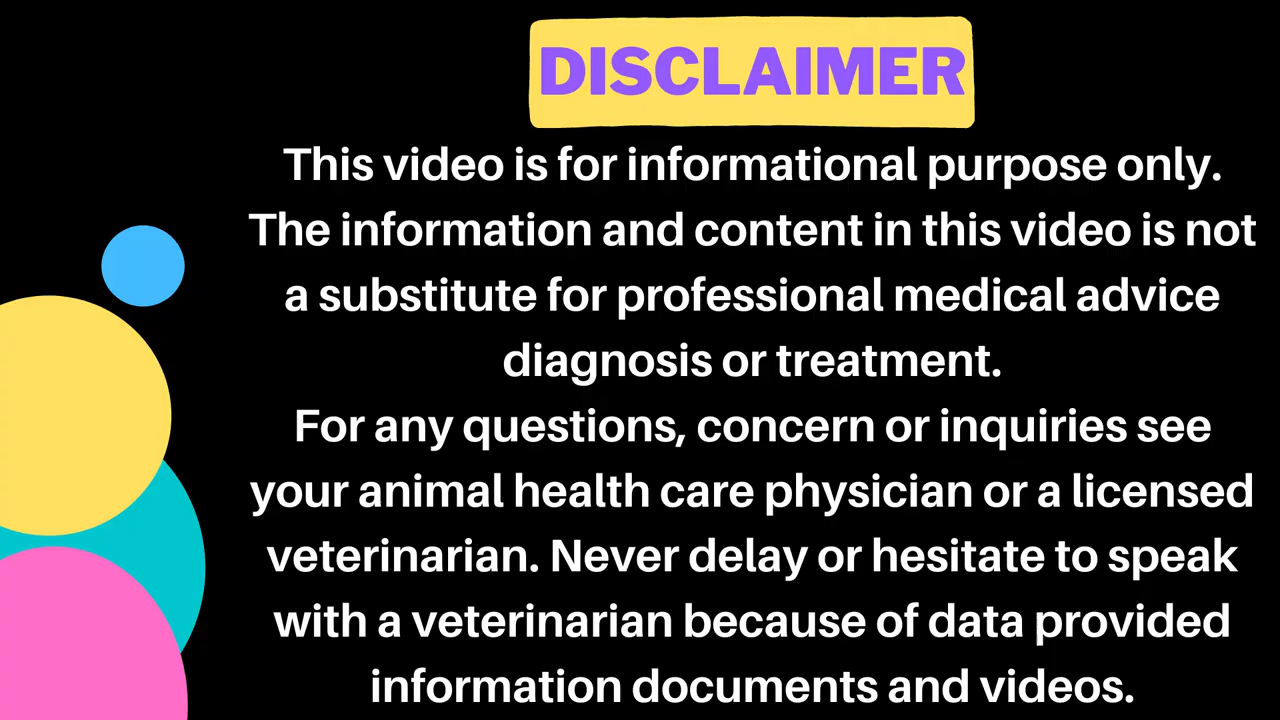 DISCLAIMER
This video is for informational purpose only.
The information and content in this video is not
a substitute for professional medical advice
diagnosis or treatment.
For any questions, concern or inquiries see
your animal health care physician or a licensed
veterinarian. Never delay or hesitate to speak
with a veterinarian because of data provided
information documents and videos.